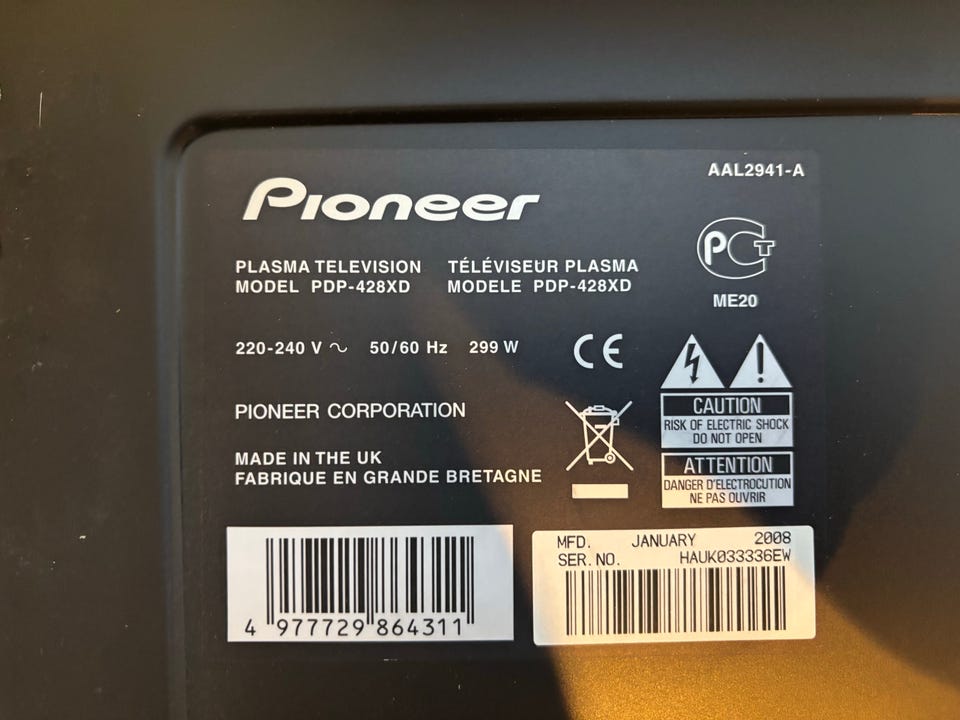 AAL2941-A
Pioneer
PLASMA TELEVISION TÉLÉVISEUR PLASMA
MODEL PDP-428XD MODELE PDP-428XD
PCT
ME20
220-240 V ~ 50/60 Hz 299 W
CE
PIONEER CORPORATION
CAUTION
RISK OF ELECTRIC SHOCK
DO NOT OPEN
MADE IN THE UK
FABRIQUE EN GRANDE BRETAGNE
ATTENTION
DANGER D'ELECTROCUTION
NE PAS OUVRIR
4 977729 864311
MFD. JANUARY 2008
SER. NO. HAUK033336EW